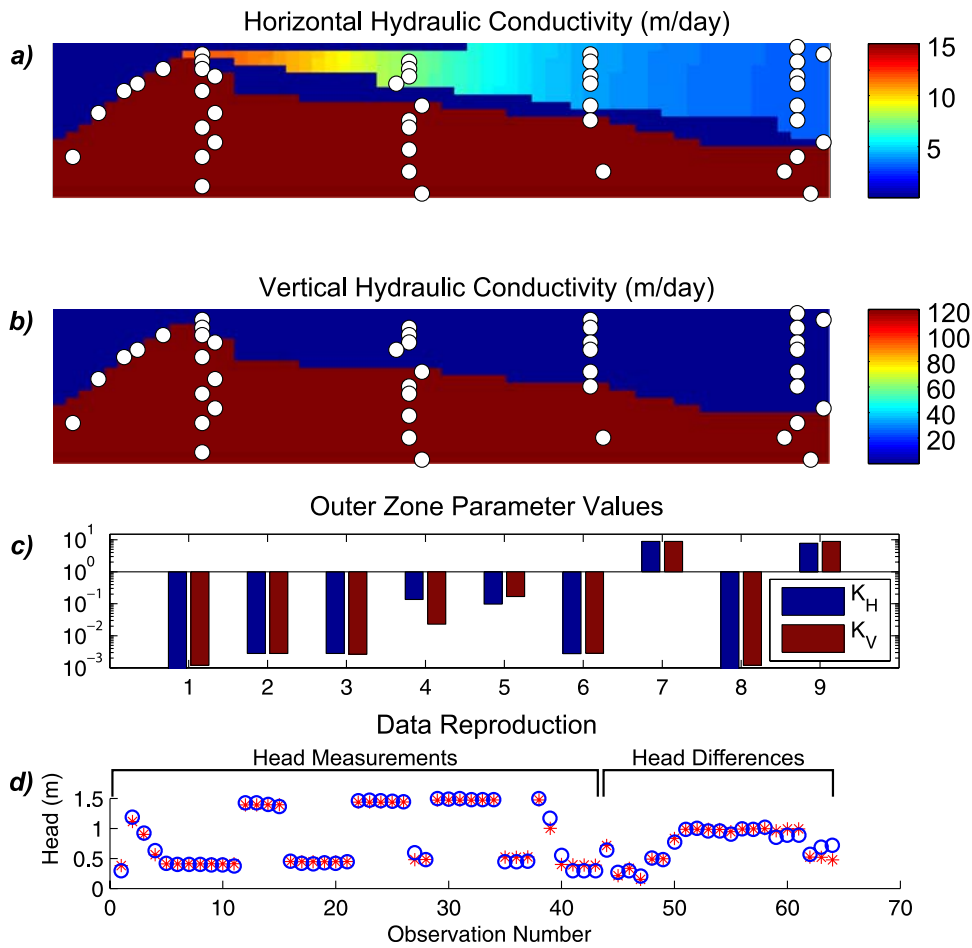 Horizontal Hydraulic Conductivity (m/day)
a)
15
10
5
Vertical Hydraulic Conductivity (m/day)
b)
120
100
80
60
40
20
Outer Zone Parameter Values
c)
10^1
10^0
10^-1
10^-2
10^-3
K_H
K_V
1 2 3 4 5 6 7 8 9
Data Reproduction
d)
Head Measurements Head Differences
Head (m)
1.5
1
0.5
0
0 10 20 30 40 50 60 70
Observation Number